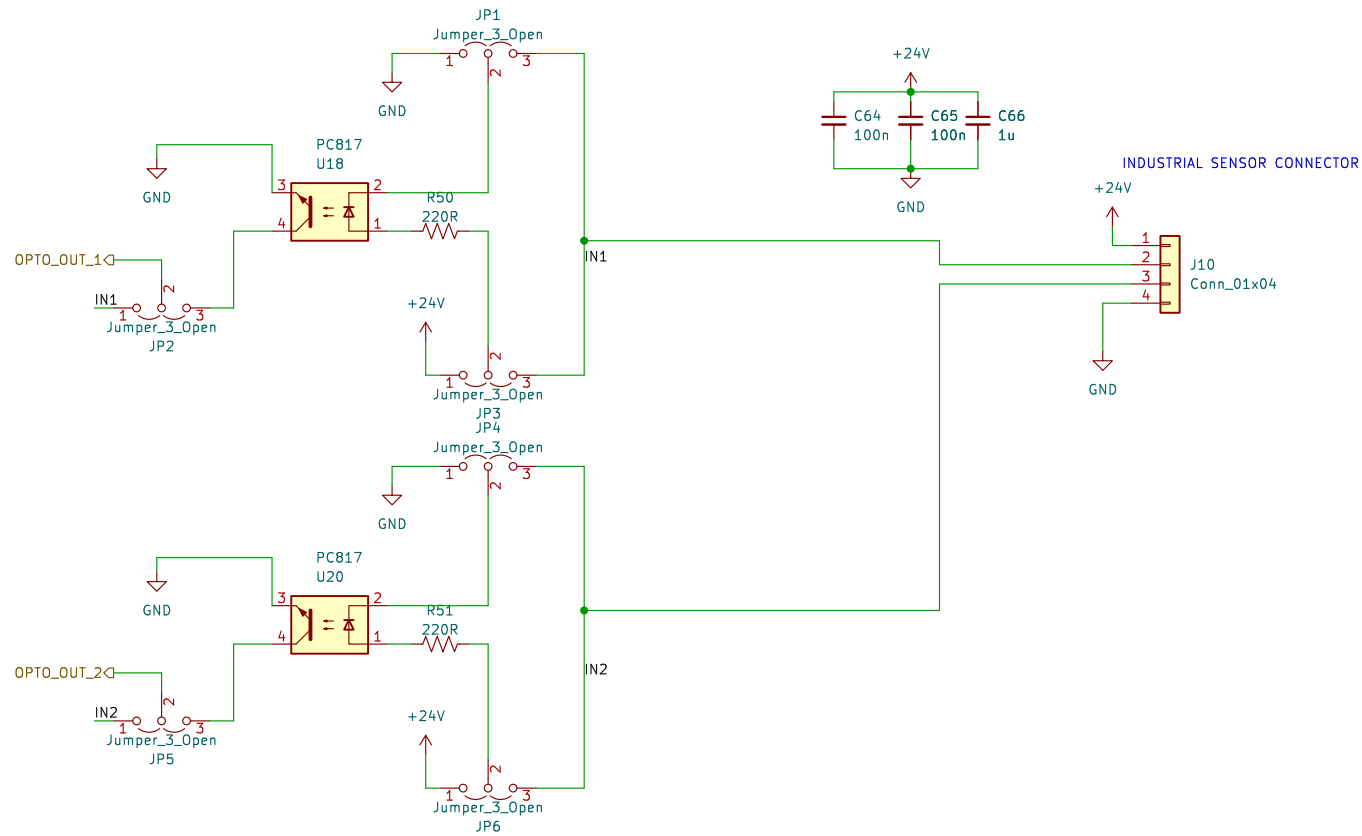 JP1
Jumper_3_Open
1
2
3
GND
+24V
C64
100n
C65
100n
C66
1u
GND
PC817
U18
GND
3
4
2
1
R50
220R
OPTO_OUT_1
IN1
1
2
3
Jumper_3_Open
JP2
+24V
1
2
3
Jumper_3_Open
JP3
IN1
INDUSTRIAL SENSOR CONNECTOR
+24V
1
2
3
4
J10
Conn_01x04
GND
JP4
Jumper_3_Open
1
2
3
GND
PC817
U20
GND
3
4
2
1
R51
220R
OPTO_OUT_2
IN2
1
2
3
Jumper_3_Open
JP5
+24V
1
2
3
Jumper_3_Open
JP6
IN2